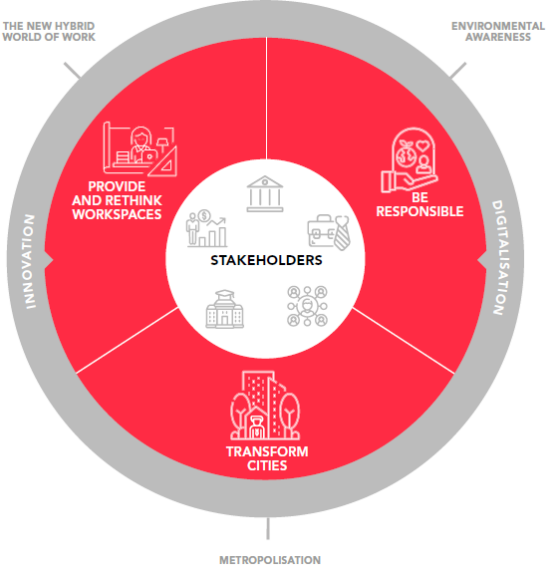 THE NEW HYBRID
WORLD OF WORK
ENVIRONMENTAL
AWARENESS
PROVIDE
AND RETHINK
WORKSPACES
BE
RESPONSIBLE
INNOVATION
DIGITALISATION
STAKEHOLDERS
TRANSFORM
CITIES
METROPOLISATION